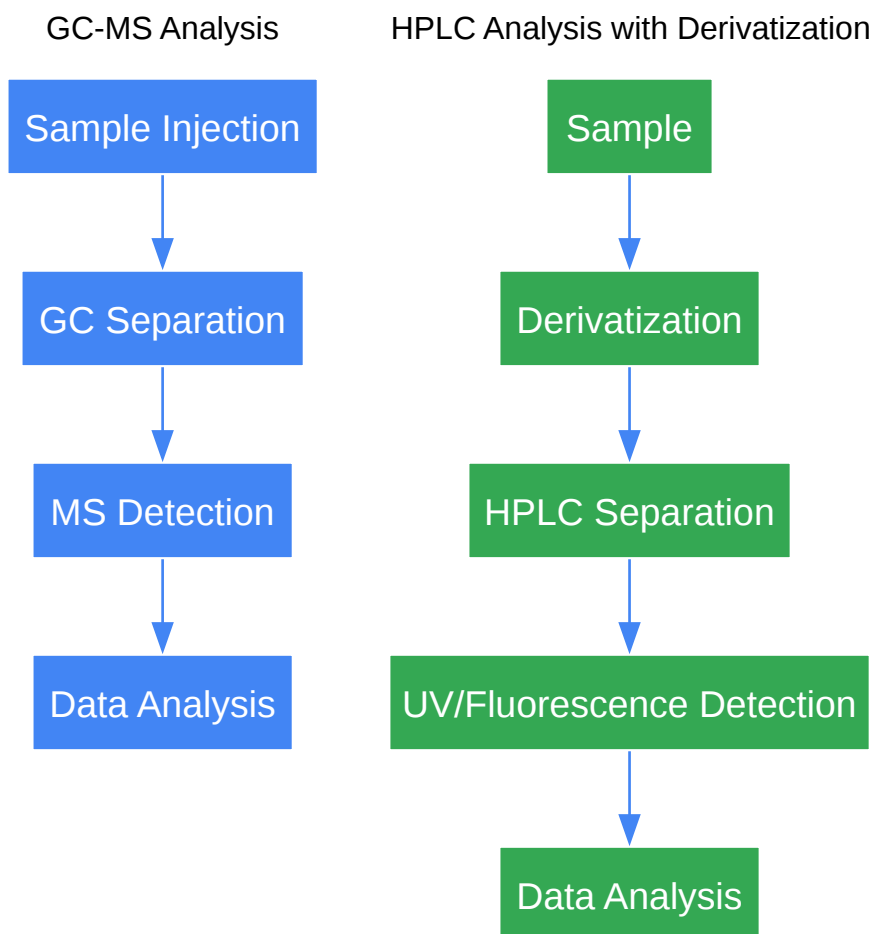 GC-MS Analysis
Sample Injection
GC Separation
MS Detection
Data Analysis
HPLC Analysis with Derivatization
Sample
Derivatization
HPLC Separation
UV/Fluorescence Detection
Data Analysis